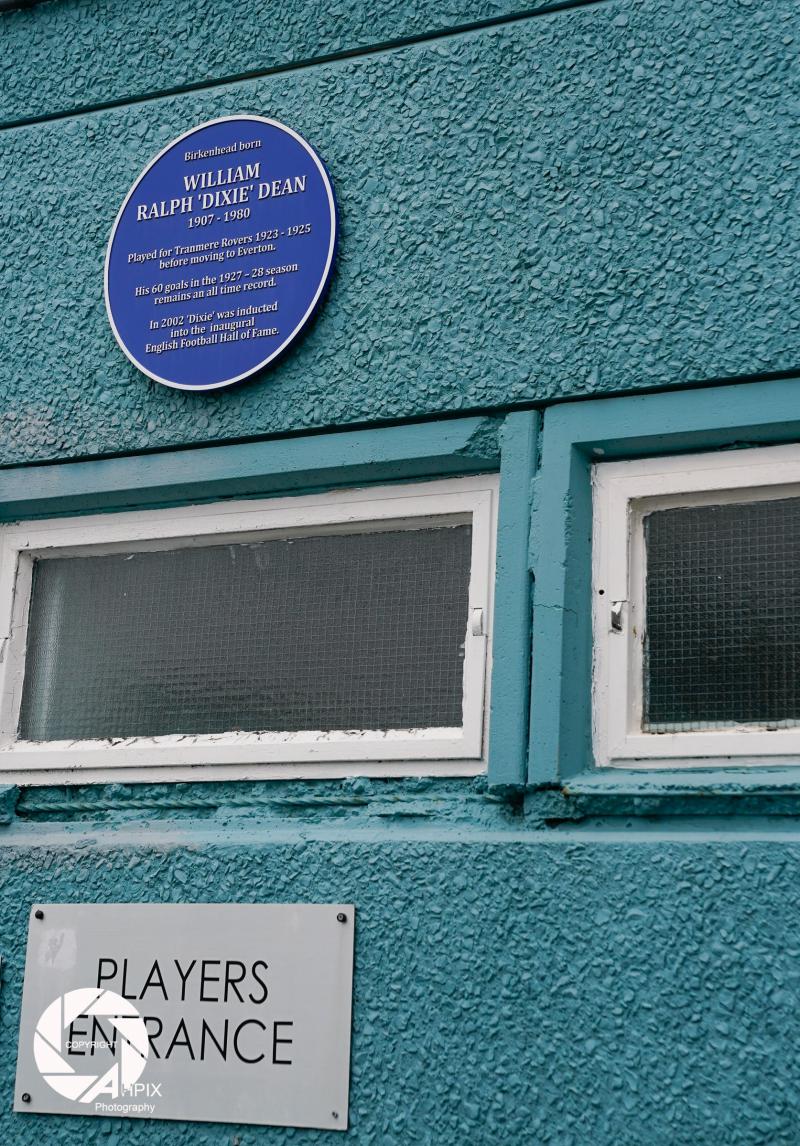 Birkenhead born
WILLIAM
RALPH 'DIXIE' DEAN
1907 - 1980
Played for Tranmere Rovers 1923 - 1925
before moving to Everton.
His 60 goals in the 1927 – 28 season
remains an all time record.
In 2002 'Dixie' was inducted
into the inaugural
English Football Hall of Fame.
PLAYERS
ENTRANCE
COPYRIGHT
AHPIX
Photography